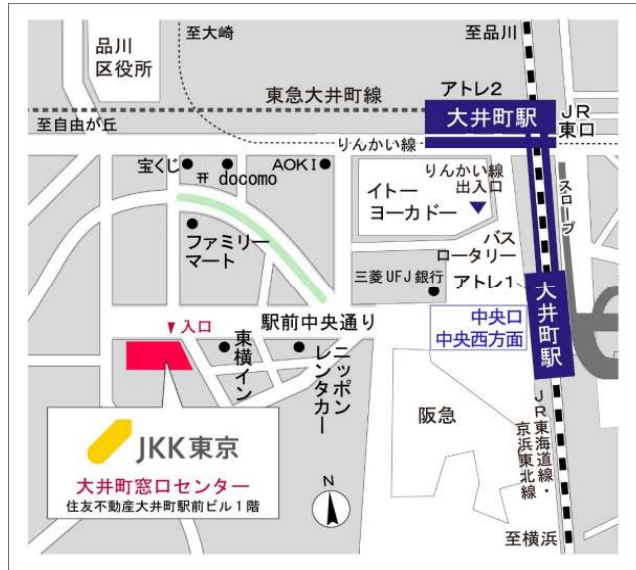 至大崎
至品川
品川
区役所
アトレ2
東急大井町線
大井町駅
JR
東口
至自由が丘
りんかい線
宝くじ
docomo
AOKI
りんかい線
出入口
イトー
ヨーカドー
スロープ
ファミリー
マート
バス
ロータリー
三菱UFJ銀行
アトレ1
大井町駅
駅前中央通り
中央口
中央西方面
入口
東横イン
ニッポン
レンタカー
阪急
JR東海道線・
京浜東北線
JKK東京
大井町窓口センター
住友不動産大井町駅前ビル1階
N
至横浜